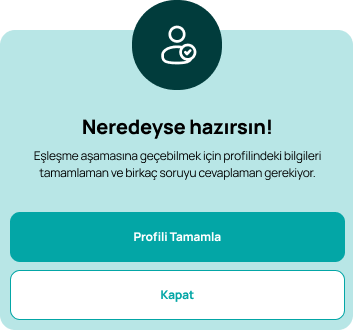 Neredeyse hazırsın!
Eşleşme aşamasına geçebilmek için profilindeki bilgileri
tamamlaman ve birkaç soruyu cevaplaman gerekiyor.
Profili Tamamla
Kapat